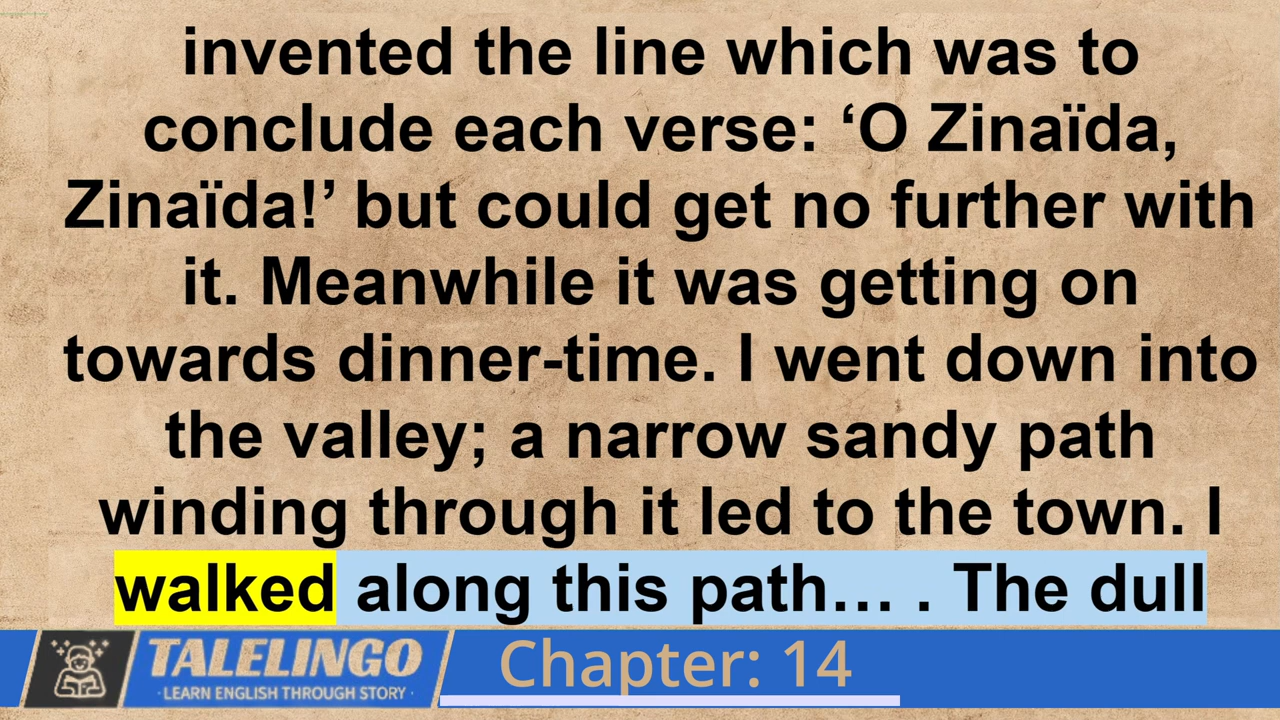 invented the line which was to
conclude each verse: ‘O Zinaïda,
Zinaïda!’ but could get no further with
it. Meanwhile it was getting on
towards dinner-time. I went down into
the valley; a narrow sandy path
winding through it led to the town. I
walked along this path… . The dull
TALELINGO
· LEARN ENGLISH THROUGH STORY ·
Chapter: 14